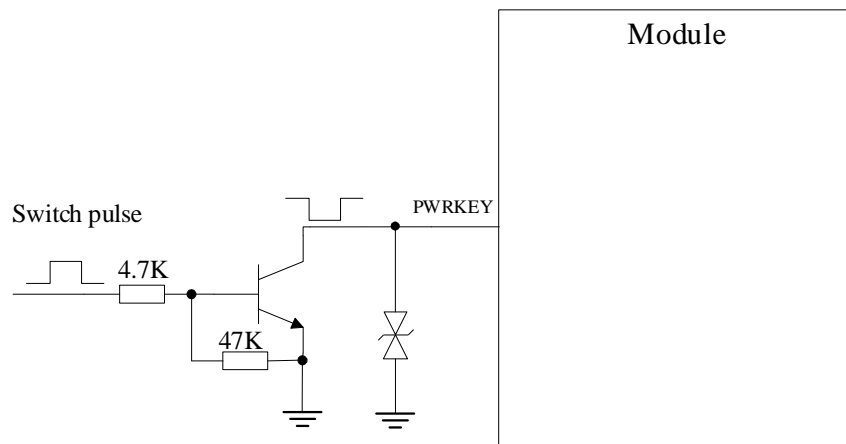 Module
PWRKEY
Switch pulse
4.7K
47K